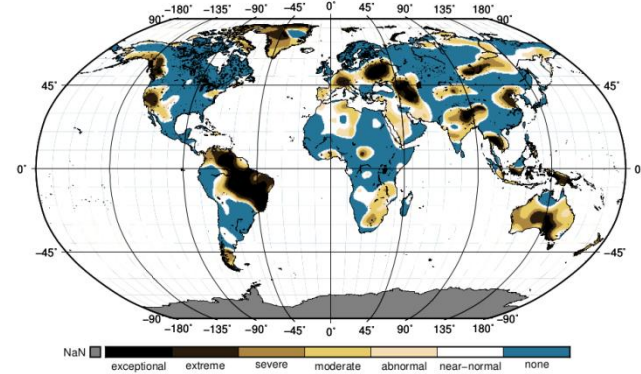 −180° −135° −90° −45° 0° 45° 90° 135° 180°
90° 90°
45° 45°
0° 0°
−45° −45°
−90 −90
−180° −135° −90° −45° 0° 45° 90° 135° 180°
NaN
exceptional extreme severe moderate abnormal near−normal none